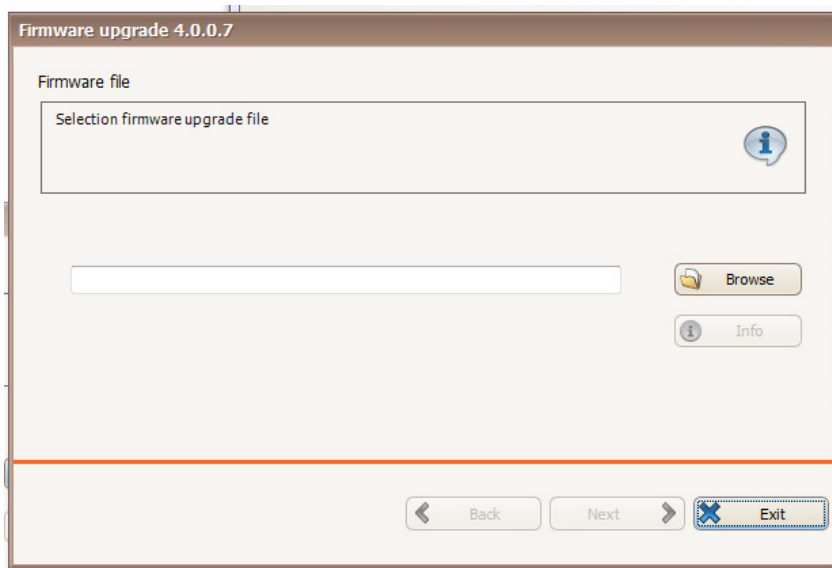 Firmware upgrade 4.0.0.7
Firmware file
Selection firmware upgrade file
Browse
Info
Back
Next
Exit